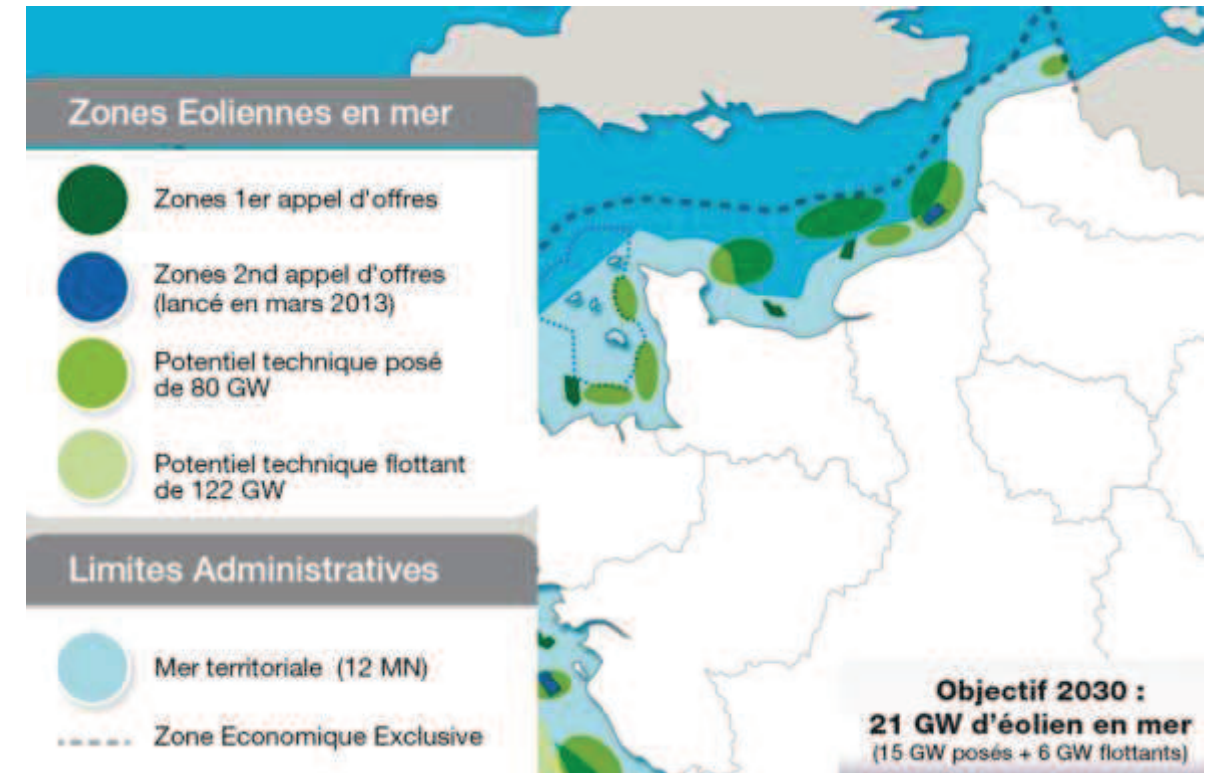 Zones Eoliennes en mer
Zones 1er appel d'offres
Zones 2nd appel d'offres
(lancé en mars 2013)
Potentiel technique posé
de 80 GW
Potentiel technique flottant
de 122 GW
Limites Administratives
Mer territoriale (12 MN)
Zone Economique Exclusive
Objectif 2030 :
21 GW d'éolien en mer
(15 GW posés + 6 GW flottants)